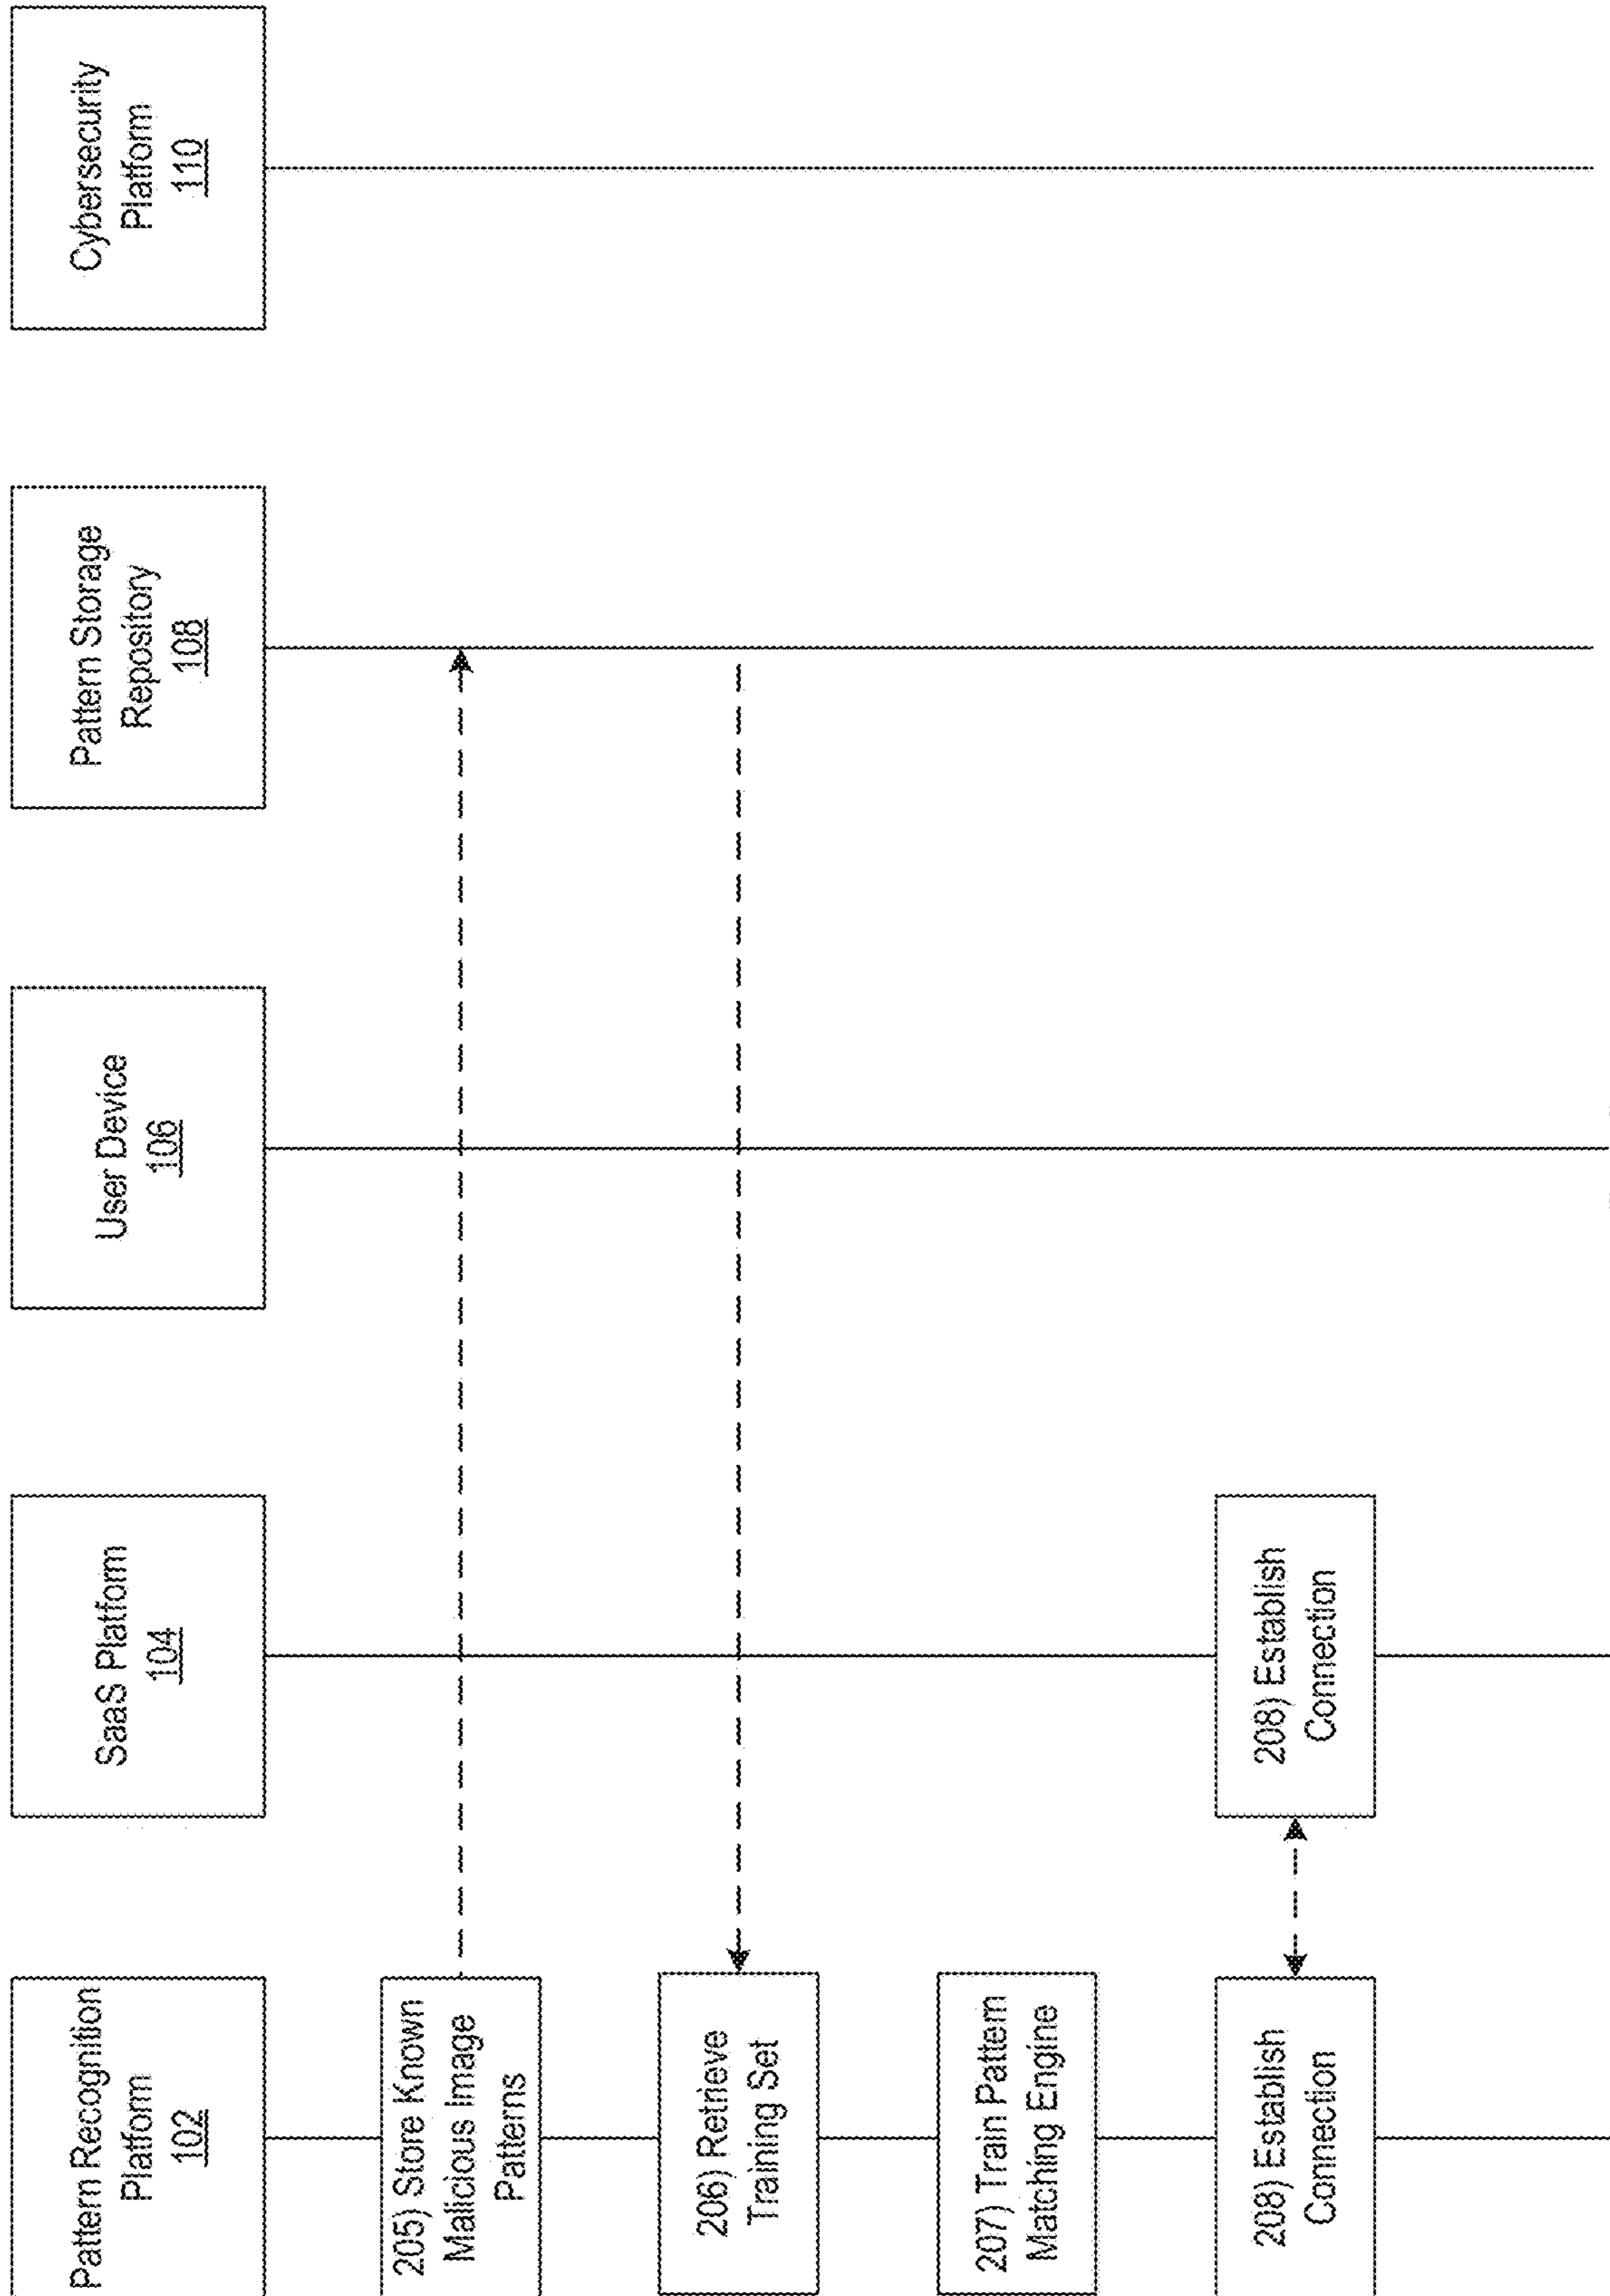 Pattern Recognition
Platform
102
SaaS Platform
104
User Device
106
Pattern Storage
Repository
108
Cybersecurity
Platform
110
205) Store Known
Malicious Image
Patterns
206) Retrieve
Training Set
207) Train Pattern
Matching Engine
208) Establish
Connection
208) Establish
Connection